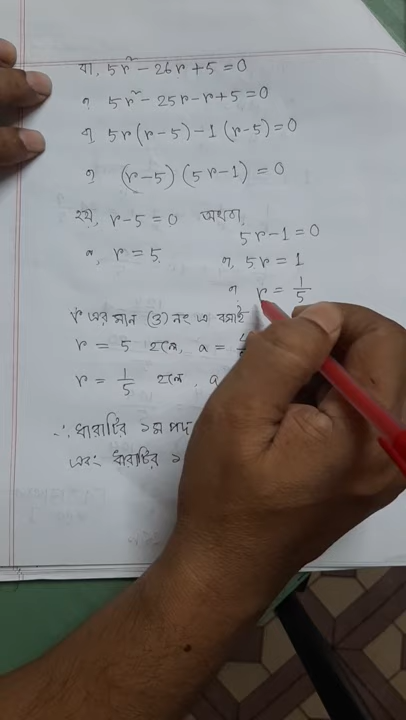 বা, 5r² − 26r + 5 = 0
বা 5r² − 25r − r + 5 = 0
বা 5r(r − 5) − 1(r − 5) = 0
বা (r − 5)(5r − 1) = 0
হয়, r − 5 = 0 অথবা,
5r − 1 = 0
বা, r = 5
বা, 5r = 1
বা r = 1/5
r এর মান (৩) নং এ বসাই
r = 5 হলে, a =
r = 1/5 হলে, a
∴ ধারাটির ১ম পদ
এবং ধারাটির